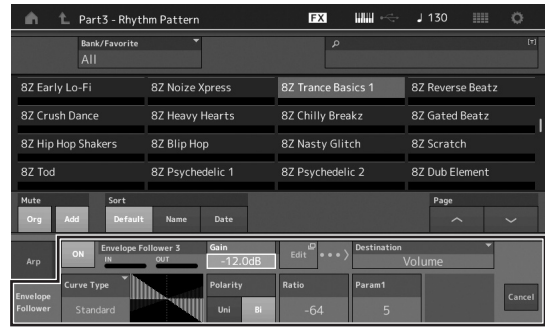 Part3 - Rhythm Pattern FX ♩ 130
Bank/Favorite
All [T]
8Z Early Lo-Fi 8Z Noize Xpress 8Z Trance Basics 1 8Z Reverse Beatz
8Z Crush Dance 8Z Heavy Hearts 8Z Chilly Breakz 8Z Gated Beatz
8Z Hip Hop Shakers 8Z Blip Hop 8Z Nasty Glitch 8Z Scratch
8Z Tod 8Z Psychedelic 1 8Z Psychedelic 2 8Z Dub Element
Mute Sort Page
Org Add Default Name Date
Arp ON Envelope Follower 3 Gain Edit Destination
IN OUT -12.0dB Volume
Envelope Follower Curve Type Polarity Ratio Param1 Cancel
Standard Uni Bi -64 5